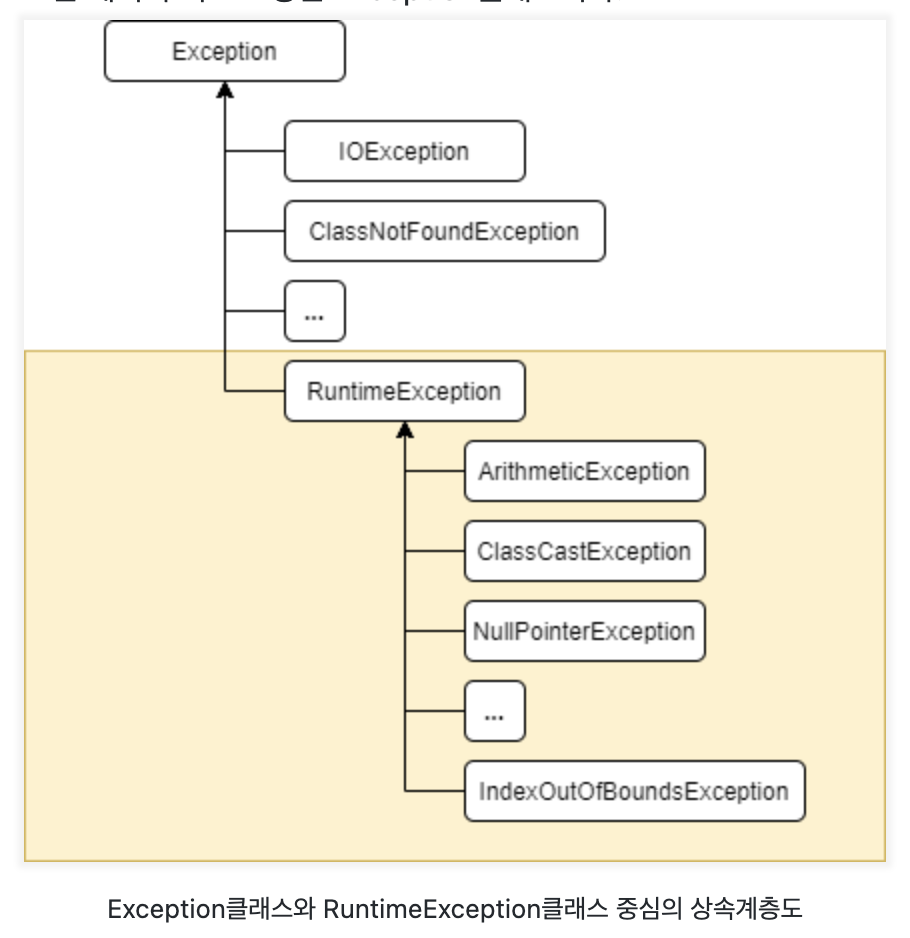 Exception
IOException
ClassNotFoundException
...
RuntimeException
ArithmeticException
ClassCastException
NullPointerException
...
IndexOutOfBoundsException
Exception클래스와 RuntimeException클래스 중심의 상속계층도